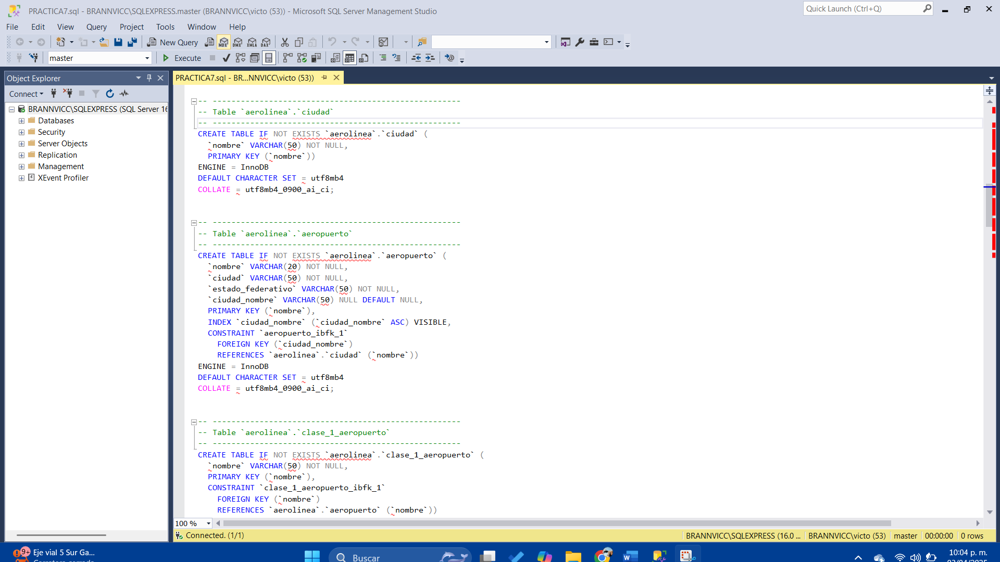 PRACTICA7.sql - BRANNVICC\SQLEXPRESS.master (BRANNVICC\victo (53)) - Microsoft SQL Server Management Studio
Quick Launch (Ctrl+Q)
File Edit View Query Project Tools Window Help
New Query MDX DMX XMLA DAX
master Execute
Object Explorer
PRACTICA7.sql - BR...NNVICC\victo (53))
Connect
BRANNVICC\SQLEXPRESS (SQL Server 16
Databases
Security
Server Objects
Replication
Management
XEvent Profiler
-- -----------------------------------------------------
-- Table `aerolinea`.`ciudad`
-- -----------------------------------------------------
CREATE TABLE IF NOT EXISTS `aerolinea`.`ciudad` (
`nombre` VARCHAR(50) NOT NULL,
PRIMARY KEY (`nombre`))
ENGINE = InnoDB
DEFAULT CHARACTER SET = utf8mb4
COLLATE = utf8mb4_0900_ai_ci;
-- -----------------------------------------------------
-- Table `aerolinea`.`aeropuerto`
-- -----------------------------------------------------
CREATE TABLE IF NOT EXISTS `aerolinea`.`aeropuerto` (
`nombre` VARCHAR(20) NOT NULL,
`ciudad` VARCHAR(50) NOT NULL,
`estado_federativo` VARCHAR(50) NOT NULL,
`ciudad_nombre` VARCHAR(50) NULL DEFAULT NULL,
PRIMARY KEY (`nombre`),
INDEX `ciudad_nombre` (`ciudad_nombre` ASC) VISIBLE,
CONSTRAINT `aeropuerto_ibfk_1`
FOREIGN KEY (`ciudad_nombre`)
REFERENCES `aerolinea`.`ciudad` (`nombre`))
ENGINE = InnoDB
DEFAULT CHARACTER SET = utf8mb4
COLLATE = utf8mb4_0900_ai_ci;
-- -----------------------------------------------------
-- Table `aerolinea`.`clase_1_aeropuerto`
-- -----------------------------------------------------
CREATE TABLE IF NOT EXISTS `aerolinea`.`clase_1_aeropuerto` (
`nombre` VARCHAR(50) NOT NULL,
PRIMARY KEY (`nombre`),
CONSTRAINT `clase_1_aeropuerto_ibfk_1`
FOREIGN KEY (`nombre`)
REFERENCES `aerolinea`.`aeropuerto` (`nombre`))
100 %
Connected. (1/1) BRANNVICC\SQLEXPRESS (16.0 ... BRANNVICC\victo (53) master 00:00:00 0 rows
9+ Eje vial 5 Sur Ga...
Buscar
10:04 p. m.